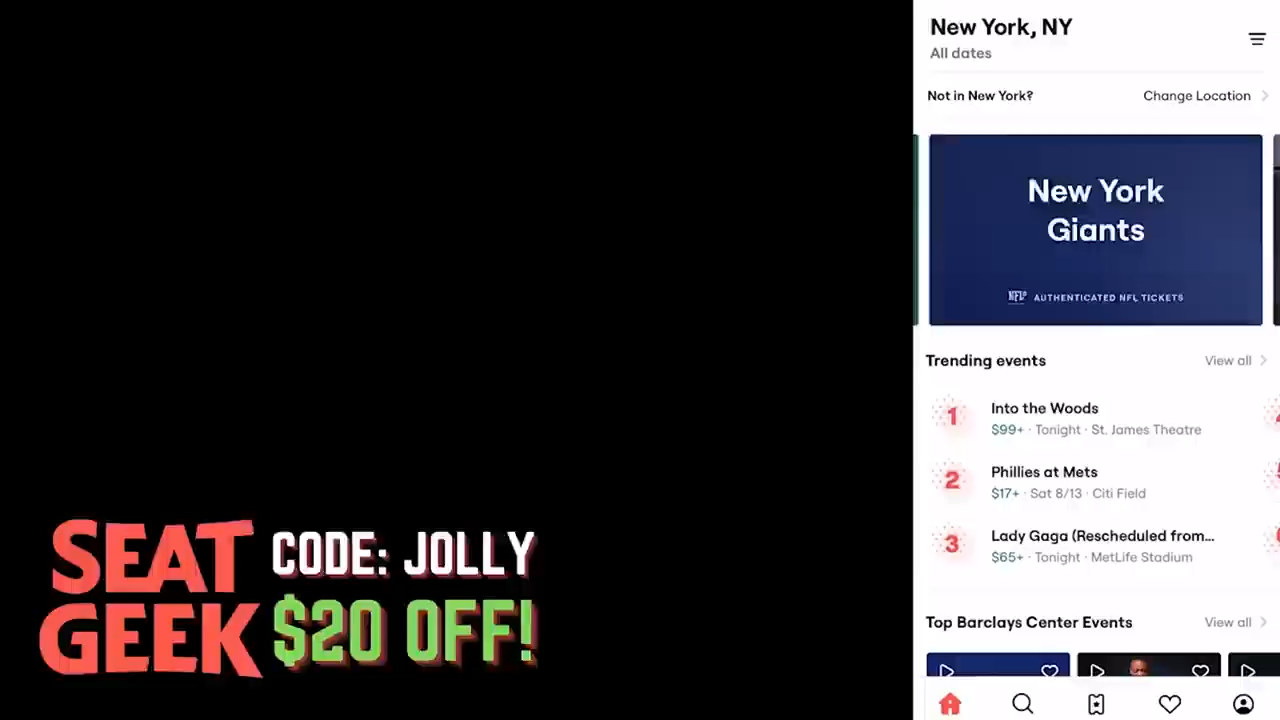 New York, NY
All dates
Not in New York?
Change Location
New York
Giants
NFL AUTHENTICATED NFL TICKETS
Trending events
View all
1
Into the Woods
$99+ · Tonight · St. James Theatre
2
Phillies at Mets
$17+ · Sat 8/13 · Citi Field
3
Lady Gaga (Rescheduled from...
$65+ · Tonight · MetLife Stadium
Top Barclays Center Events
View all
SEAT
GEEK
CODE: JOLLY
$20 OFF!